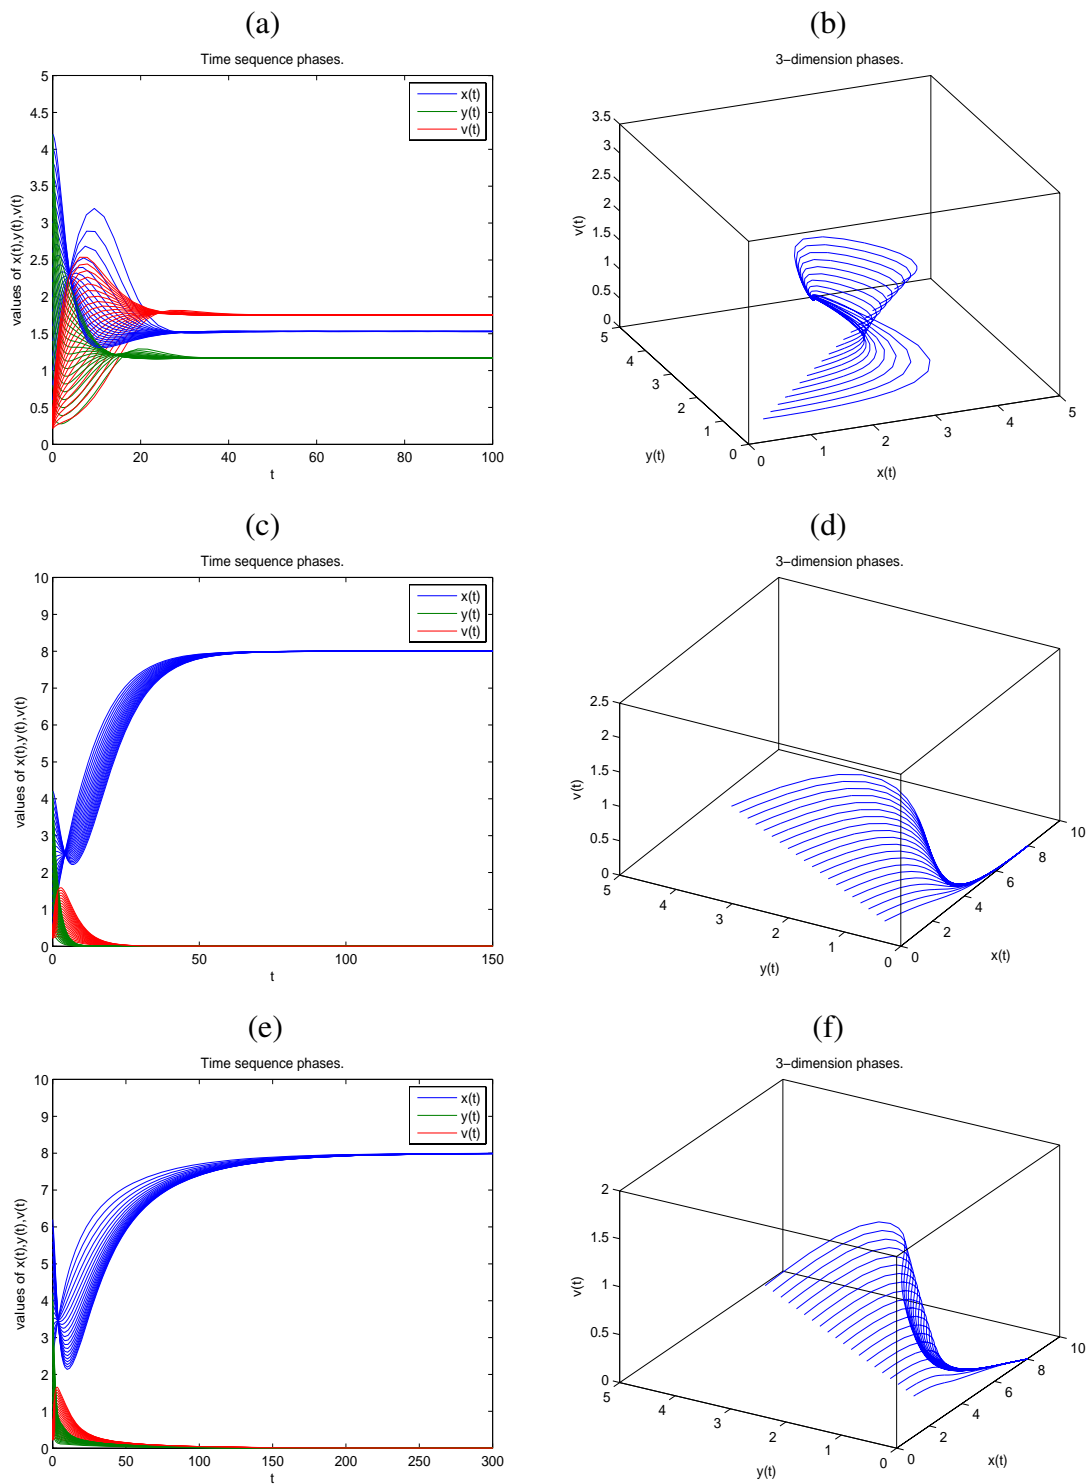 (a)
Time sequence phases.
5
4.5
4
3.5
3
2.5
2
1.5
1
0.5
0
values of x(t),y(t),v(t)
x(t)
y(t)
v(t)
0 20 40 60 80 100
t
(b)
3−dimension phases.
3.5
3
2.5
2
1.5
1
0.5
0
v(t)
5
4
3
2
1
0
y(t)
0
1
2
3
4
5
x(t)
(c)
Time sequence phases.
10
9
8
7
6
5
4
3
2
1
0
values of x(t),y(t),v(t)
x(t)
y(t)
v(t)
0 50 100 150
t
(d)
3−dimension phases.
2.5
2
1.5
1
0.5
0
v(t)
5
4
3
2
1
0
y(t)
0
2
4
6
8
10
x(t)
(e)
Time sequence phases.
10
9
8
7
6
5
4
3
2
1
0
values of x(t),y(t),v(t)
x(t)
y(t)
v(t)
0 50 100 150 200 250 300
t
(f)
3−dimension phases.
2
1.5
1
0.5
0
v(t)
5
4
3
2
1
0
y(t)
0
2
4
6
8
10
x(t)